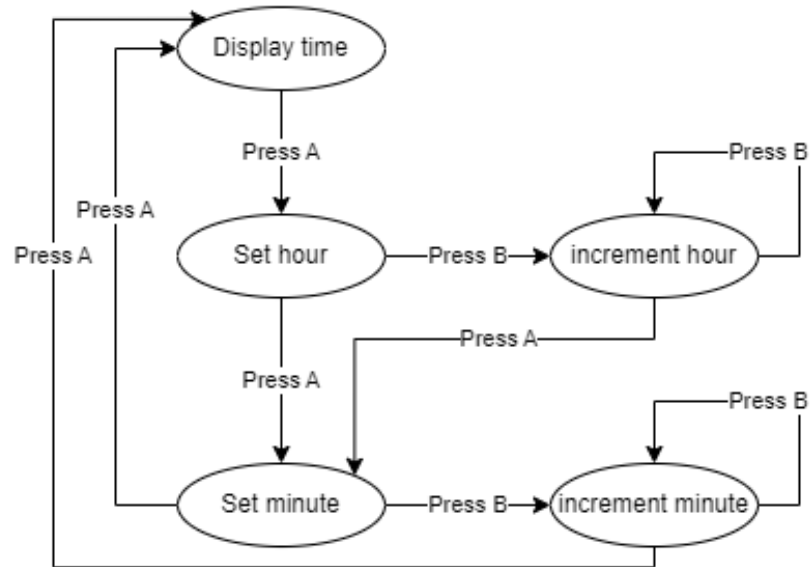 Display time
Press A
Press B
Press A
Press A
Set hour
Press B
increment hour
Press A
Press A
Press B
Set minute
Press B
increment minute